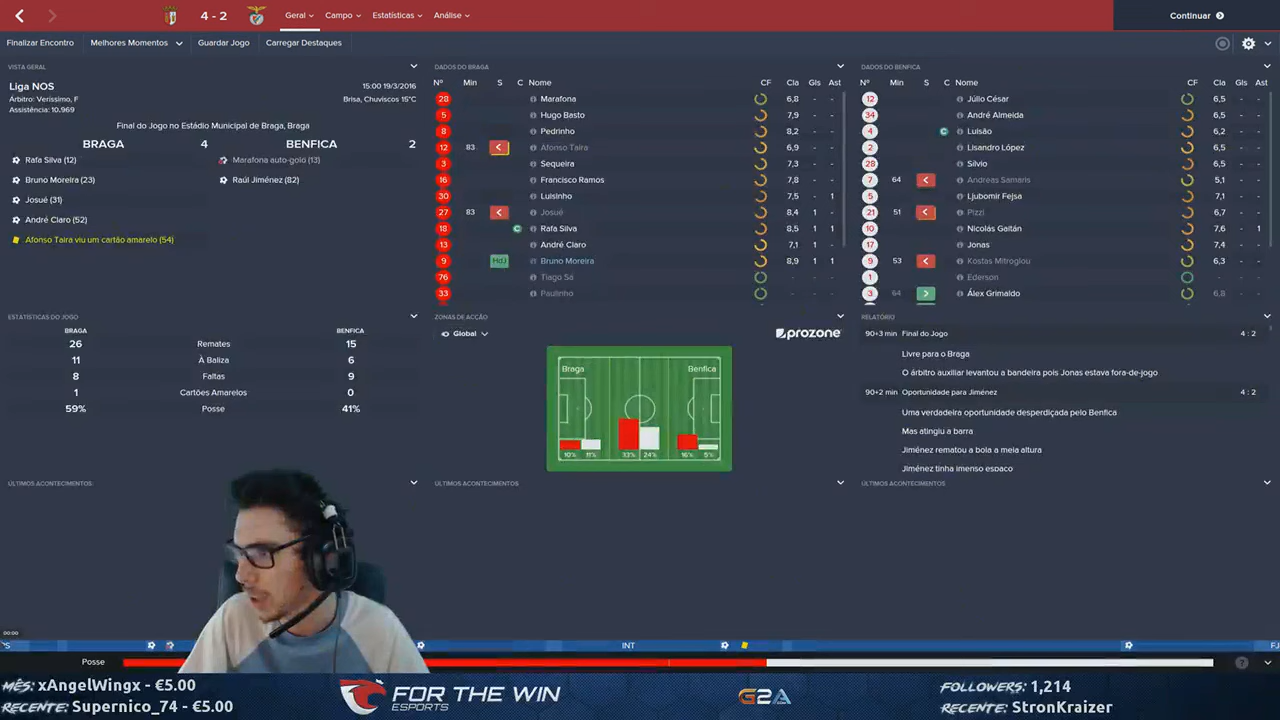 4 - 2
Geral
Campo
Estatísticas
Análise
Continuar
Finalizar Encontro
Melhores Momentos
Guardar Jogo
Carregar Destaques
VISTA GERAL
Liga NOS
15:00 19/3/2016
Árbitro: Veríssimo, F
Brisa, Chuviscos 15°C
Assistência: 10.969
Final do Jogo no Estádio Municipal de Braga, Braga
BRAGA 4 BENFICA 2
Rafa Silva (12) Marafona auto-golo (13)
Bruno Moreira (23) Raúl Jiménez (82)
Josué (31)
André Claro (52)
Afonso Taira viu um cartão amarelo (54)
DADOS DO BRAGA
Nº Min S C Nome CF Cla Gls Ast
28 Marafona 6,8 - -
5 Hugo Basto 7,9 - -
8 Pedrinho 8,2 - -
12 83 Afonso Taira 6,9 - -
3 Sequeira 7,3 - -
16 Francisco Ramos 7,8 - -
30 Luisinho 7,5 - 1
27 83 Josué 8,4 1 -
18 C Rafa Silva 8,5 1 1
13 André Claro 7,1 1 -
9 HdJ Bruno Moreira 8,9 1 1
76 Tiago Sa
33 Paulinho - - -
DADOS DO BENFICA
Nº Min S C Nome CF Cla Gls Ast
12 Júlio César 6,5 - -
34 André Almeida 6,5 - -
4 C Luisão 6,2 - -
2 Lisandro López 6,5 - -
28 Sílvio 6,5 - -
7 64 Andreas Samaris 5,1 - -
5 Ljubomir Fejsa 7,1 - -
21 51 Pizzi 6,7 - -
10 Nicolás Gaitán 7,6 - 1
17 Jonas 7,4 - -
9 53 Kostas Mitroglou 6,3 - -
1 Ederson
3 64 Álex Grimaldo 6,8 - -
ESTATÍSTICAS DO JOGO
BRAGA BENFICA
26 Remates 15
11 À Baliza 6
8 Faltas 9
1 Cartões Amarelos 0
59% Posse 41%
ZONAS DE ACÇÃO
Global
prozone
Braga Benfica
10% 11% 33% 24% 16% 5%
RELATÓRIO
90+3 min Final do Jogo 4 : 2
Livre para o Braga
O árbitro auxiliar levantou a bandeira pois Jonas estava fora-de-jogo
90+2 min Oportunidade para Jiménez 4 : 2
Uma verdadeira oportunidade desperdiçada pelo Benfica
Mas atingiu a barra
Jiménez rematou a bola a meia altura
Jiménez tinha imenso espaço
ÚLTIMOS ACONTECIMENTOS
ÚLTIMOS ACONTECIMENTOS
ÚLTIMOS ACONTECIMENTOS
00:00
INT
FJ
Posse
MÊS: xAngelWingx - €5.00
RECENTE: Supernico_74 - €5.00
FOR THE WIN
ESPORTS
G2A
FOLLOWERS: 1,214
RECENTE: StronKraizer